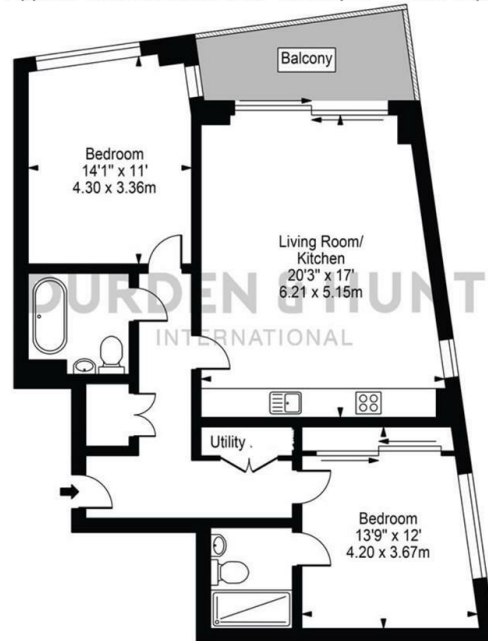 Balcony
Bedroom
14'1" x 11'
4.30 x 3.36m
Living Room/
Kitchen
20'3" x 17'
6.21 x 5.15m
DURDEN & HUNT
INTERNATIONAL
Utility .
Bedroom
13'9" x 12'
4.20 x 3.67m